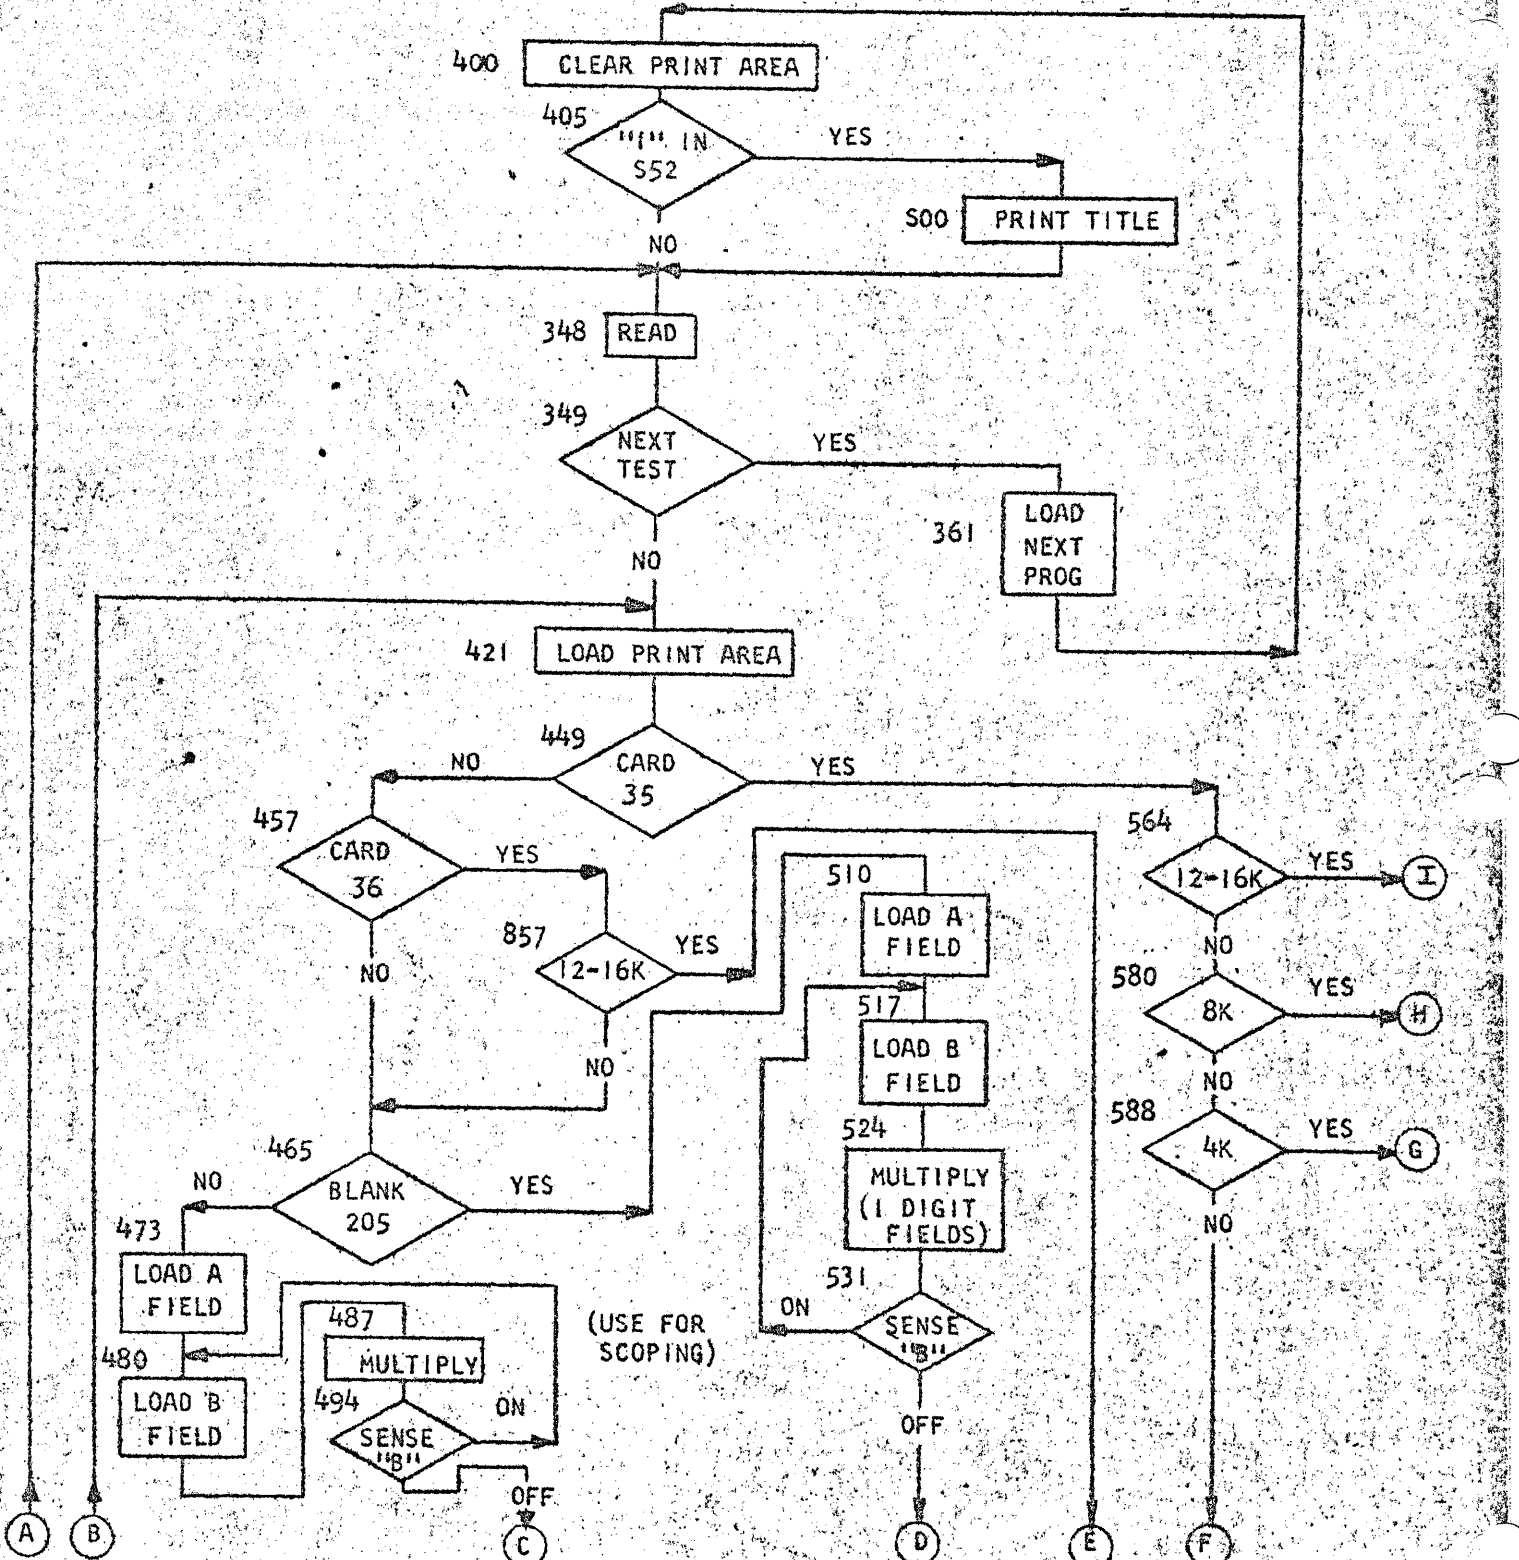 400 CLEAR PRINT AREA
405 "1" IN
S52
YES
S00 PRINT TITLE
NO
348 READ
349 NEXT
TEST
YES
361 LOAD
NEXT
PROG
NO
421 LOAD PRINT AREA
449 CARD
35
NO
YES
457 CARD
36
YES
NO
857 12-16K
YES
NO
510 LOAD A
FIELD
517 LOAD B
FIELD
524 MULTIPLY
(1 DIGIT
FIELDS)
531 SENSE
"B"
ON
OFF
564 12-16K
YES
I
NO
580 8K
YES
H
NO
588 4K
YES
G
NO
465 BLANK
205
NO
YES
473 LOAD A
FIELD
480 LOAD B
FIELD
487 MULTIPLY
494 SENSE
"B"
ON
OFF
(USE FOR
SCOPING)
A
B
C
D
E
F